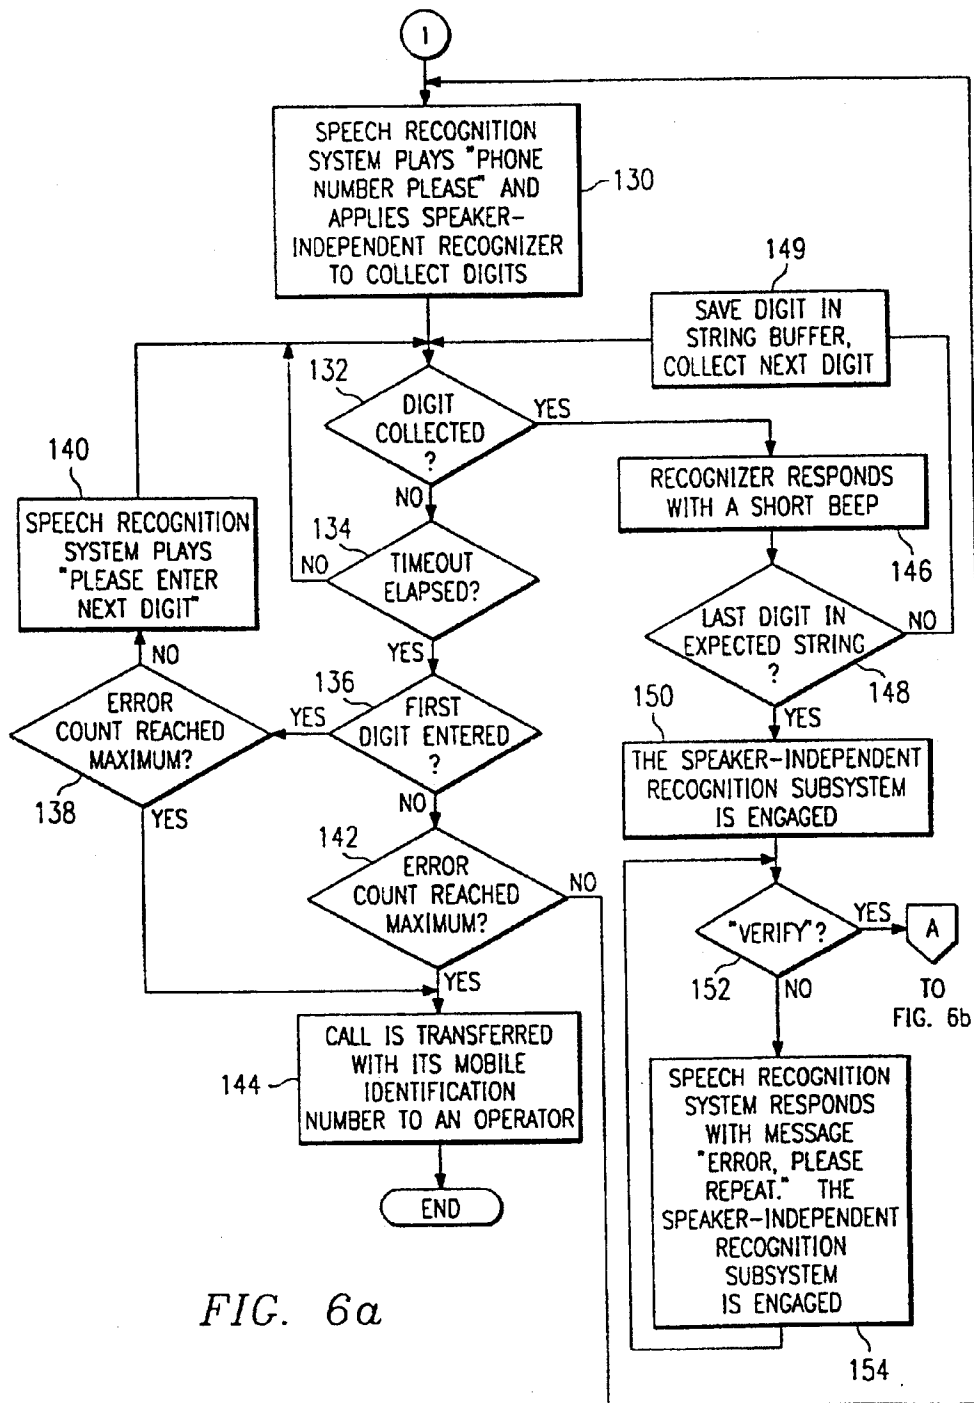 1
SPEECH RECOGNITION
SYSTEM PLAYS "PHONE
NUMBER PLEASE" AND
APPLIES SPEAKER-
INDEPENDENT RECOGNIZER
TO COLLECT DIGITS
130
149
SAVE DIGIT IN
STRING BUFFER,
COLLECT NEXT DIGIT
132
DIGIT
COLLECTED
?
YES
NO
140
SPEECH RECOGNITION
SYSTEM PLAYS
"PLEASE ENTER
NEXT DIGIT"
134
TIMEOUT
ELAPSED?
NO
YES
RECOGNIZER RESPONDS
WITH A SHORT BEEP
146
LAST DIGIT IN
EXPECTED STRING
?
NO
148
YES
NO
ERROR
COUNT REACHED
MAXIMUM?
138
YES
136
YES
FIRST
DIGIT ENTERED
?
NO
150
THE SPEAKER-INDEPENDENT
RECOGNITION SUBSYSTEM
IS ENGAGED
142
ERROR
COUNT REACHED
MAXIMUM?
NO
YES
"VERIFY"?
YES
A
TO
FIG. 6b
152
NO
144
CALL IS TRANSFERRED
WITH ITS MOBILE
IDENTIFICATION
NUMBER TO AN OPERATOR
END
SPEECH RECOGNITION
SYSTEM RESPONDS
WITH MESSAGE
"ERROR, PLEASE
REPEAT." THE
SPEAKER-INDEPENDENT
RECOGNITION
SUBSYSTEM
IS ENGAGED
154
FIG. 6a